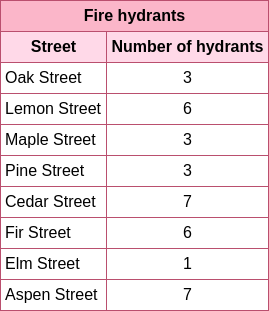 Fire hydrants
Street Number of hydrants
Oak Street 3
Lemon Street 6
Maple Street 3
Pine Street 3
Cedar Street 7
Fir Street 6
Elm Street 1
Aspen Street 7